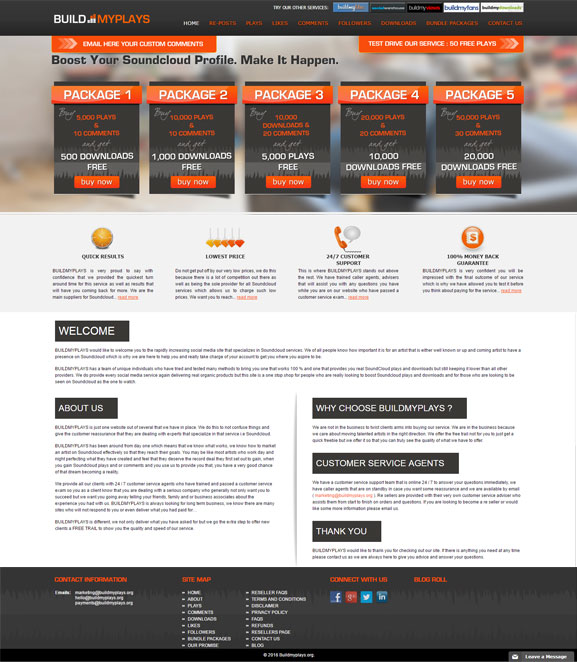 TRY OUR OTHER SERVICES:
BUILD MYPLAYS
HOME RE-POSTS PLAYS LIKES COMMENTS FOLLOWERS DOWNLOADS BUNDLE PACKAGES CONTACT US
EMAIL HERE YOUR CUSTOM COMMENTS
TEST DRIVE OUR SERVICE : 50 FREE PLAYS
Boost Your Soundcloud Profile. Make It Happen.
PACKAGE 1
Buy
5,000 PLAYS
&
10 COMMENTS
and get
500 DOWNLOADS
FREE
buy now
PACKAGE 2
Buy
10,000 PLAYS
&
10 COMMENTS
and get
1,000 DOWNLOADS
FREE
buy now
PACKAGE 3
Buy
10,000
DOWNLOADS &
20 COMMENTS
and get
5,000 PLAYS
FREE
buy now
PACKAGE 4
Buy
20,000 PLAYS
&
20 COMMENTS
and get
10,000
DOWNLOADS FREE
buy now
PACKAGE 5
Buy
50,000 PLAYS
&
30 COMMENTS
and get
20,000
DOWNLOADS FREE
buy now
QUICK RESULTS
BUILDMYPLAYS is very proud to say with
confidence that we provided the quickest turn
around time for this service as well as results that
will have you coming back for more. We are the
main suppliers for Soundcloud... read more
LOWEST PRICE
Do not get put off by our very low prices, we do this
because there is a lot of competition out there as
well as being the sole provider for all Soundcloud
services which allows us to charge such low
prices. We want you to reach... read more
24/7 CUSTOMER
SUPPORT
This is where BUILDMYPLAYS stands out above
the rest. We have trained caller agents, advisers
that will assist you with any questions you have
while you are on our website who have passed a
customer service exam... read more
100% MONEY BACK
GUARANTEE
BUILDMYPLAYS is very confident you will be
impressed with the final outcome of our service
which is why we have allowed you to test it before
you think about paying for the service... read more
WELCOME
BUILDMYPLAYS would like to welcome you to the rapidly increasing social media site that specializes in Soundcloud services. We of all people know how important it is for an artist that is either well known or up and coming artist to have a
presence on Soundcloud which is why we are here to help you and ready take charge of your account to get you where you aspire to be.
BUILDMYPLAYS has a team of unique individuals who have tried and tested many methods to bring you one that works 100 % and one that provides you real SoundCloud plays and downloads but still keeping it lower than all other
providers. We do provide every social media service again delivering real organic products but this site is a one stop shop for people who are really looking to boost Soundcloud plays and downloads and for those who are looking to be
seen on Soundcloud as the one to watch.
ABOUT US
BUILDMYPLAYS is just one website out of several that we have in place. We do this to not confuse things and
give the customer reassurance that they are dealing with experts that specialize in that service i.e Soundcloud.
BUILDMYPLAYS has been around from day one which means that we know what works, we know how to market
an artist on Soundcloud effectively so that they reach their goals. You may be like most artists who work day and
night perfecting what they have created and feel that they deserve the record deal they first set out to gain, when
you gain Soundcloud plays and or comments and you use us to provide you that, you have a very good chance
of that dream becoming a reality.
We provide all our clients with 24 / 7 customer service agents who have trained and passed a customer service
exam so you as a client know that you are dealing with a serious company who generally not only want you to
succeed but we want you going away telling your friends, family and or business associates about the
experience you had with us. BUILDMYPLAYS is always looking for long term business, we know there are many
sites who will not respond to you or even deliver what you had paid for...
BUILDMYPLAYS is different, we not only deliver what you have asked for but we go the extra step to offer new
clients a FREE TRAIL to show you the quality and speed of our service
WHY CHOOSE BUILDMYPLAYS ?
We are not in the business to bind clients arms into buying our service. We are in the business because
we care about moving talented artists in the right direction. We offer the free trail not for you to just get a
quick freebie but we offer it so that you can truly see the quality of what we have to offer.
CUSTOMER SERVICE AGENTS
We have a customer service support team that is online 24 / 7 to answer your questions immediately, we
have caller agents that are on standby in case you want some reassurance and we are available by email
( marketing@buildmyplays.org ). Re sellers are provided with their very own customer service adviser who
assists them from start to finish on orders and questions. If you are looking to become a re seller or would
like some more information please email us.
THANK YOU
BUILDMYPLAYS would like to thank you for checking out our site. If there is anything you need at any time
please contact us as we are always here to give you advice and answer your questions.
CONTACT INFORMATION
Emails: marketing@buildmyplays.org
hello@buildmyplays.org
payments@buildmyplays.org
SITE MAP
HOME
ABOUT
PLAYS
COMMENTS
DOWNLOADS
LIKES
FOLLOWERS
BUNDLE PACKAGES
OUR PROMISE
RESELLER FAQS
TERMS AND CONDITIONS
DISCLAIMER
PRIVACY POLICY
FAQS
REFUNDS
RESELLERS PAGE
CONTACT US
BLOG
CONNECT WITH US
BLOG ROLL
© 2016 Buildmyplays.org
Leave a Message